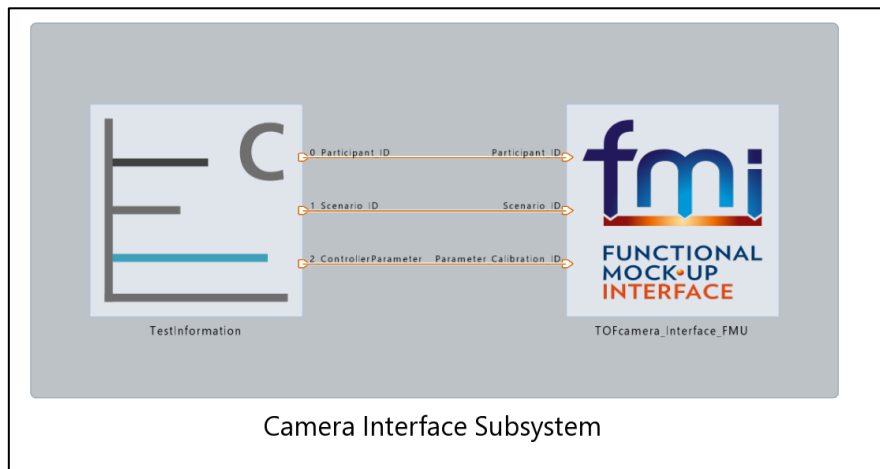 C
fmi
0 Participant ID
Participant ID
1 Scenario ID
Scenario ID
2 ControllerParameter
Parameter Calibration ID
FUNCTIONAL
MOCK-UP
INTERFACE
TestInformation
TOFcamera_Interface_FMU
Camera Interface Subsystem